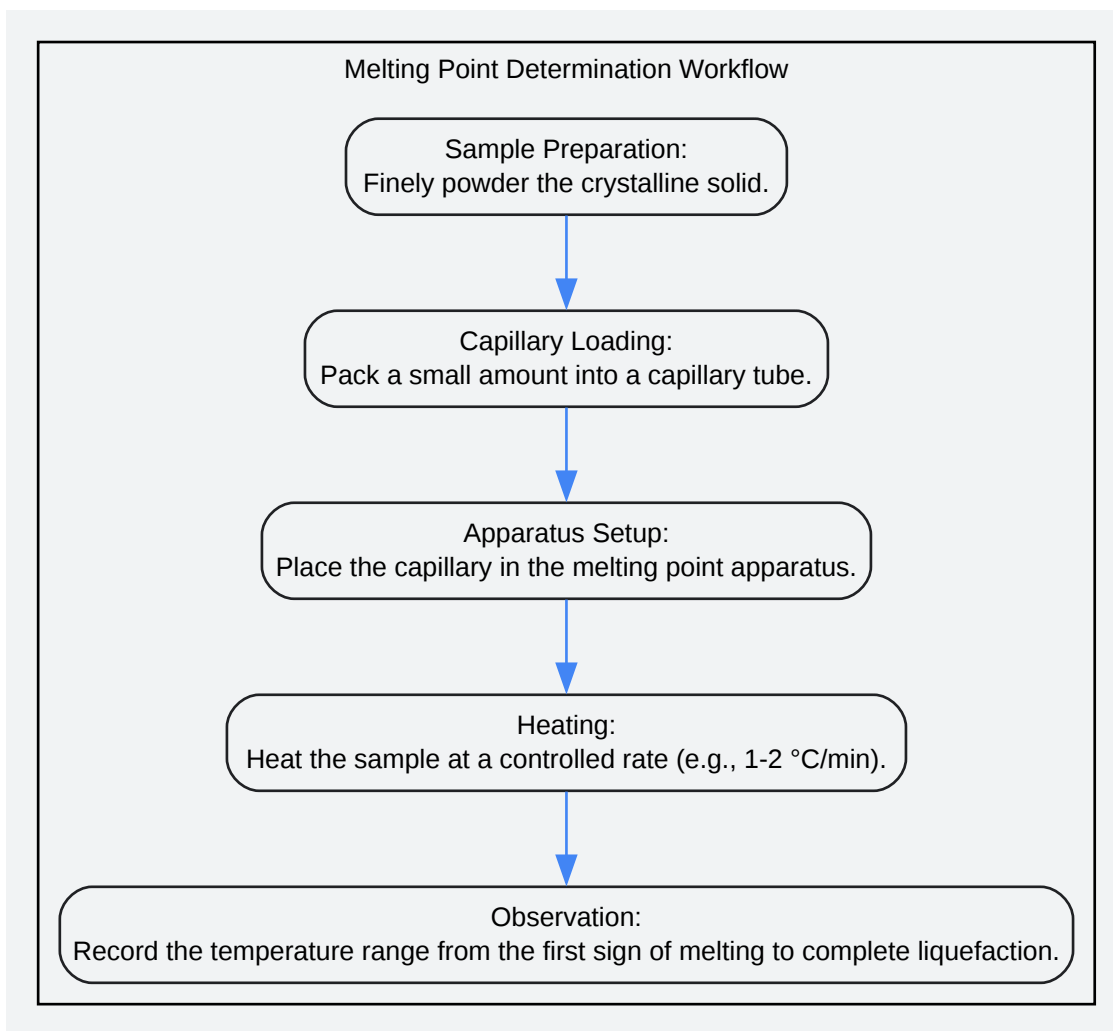 Melting Point Determination Workflow
Sample Preparation:
Finely powder the crystalline solid.
Capillary Loading:
Pack a small amount into a capillary tube.
Apparatus Setup:
Place the capillary in the melting point apparatus.
Heating:
Heat the sample at a controlled rate (e.g., 1-2 °C/min).
Observation:
Record the temperature range from the first sign of melting to complete liquefaction.